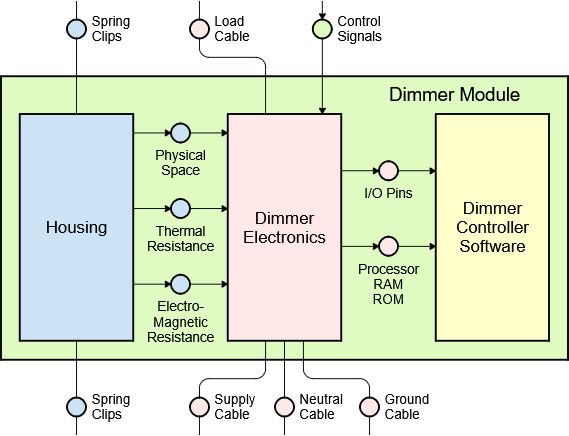 Spring
Clips
Load
Cable
Control
Signals
Dimmer Module
Housing
Physical
Space
Thermal
Resistance
Electro-
Magnetic
Resistance
Dimmer
Electronics
I/O Pins
Processor
RAM
ROM
Dimmer
Controller
Software
Spring
Clips
Supply
Cable
Neutral
Cable
Ground
Cable